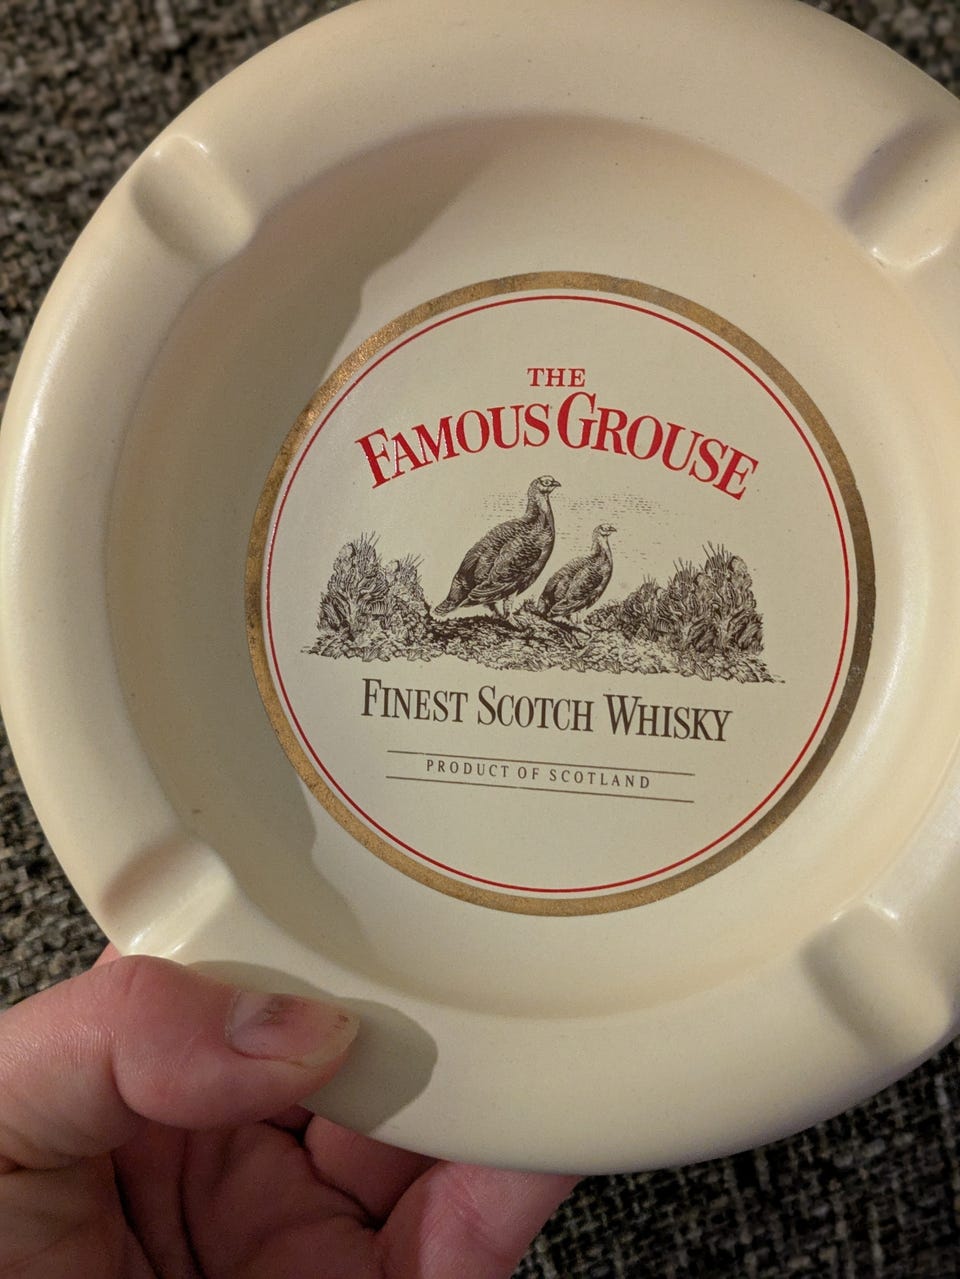 THE
FAMOUS GROUSE
FINEST SCOTCH WHISKY
PRODUCT OF SCOTLAND